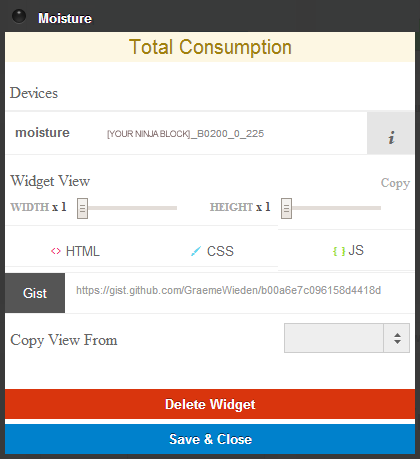 Moisture
Total Consumption
Devices
moisture [YOUR NINJA BLOCK]_B0200_0_225 i
Widget View Copy
WIDTH x 1 HEIGHT x 1
<> HTML CSS { } JS
Gist https://gist.github.com/GraemeWieden/b00a6e7c096158d4418d
Copy View From
Delete Widget
Save & Close